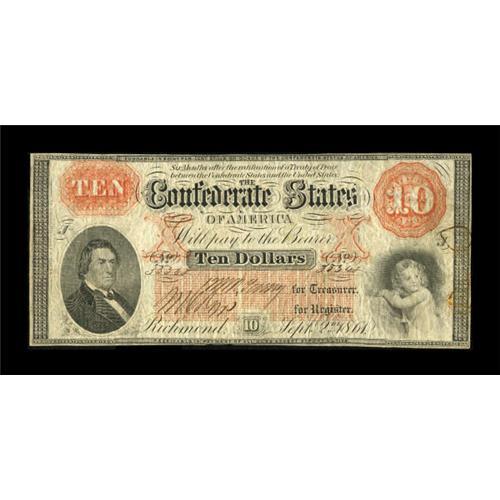 Six Months after the ratification of a Treaty of Peace
between the Confederate States and the United States.
TEN
THE
Confederate States
10
OF AMERICA
Will pay to the Bearer
Ten Dollars
for Treasurer.
for Register.
Richmond
10
Sept. 2nd 1861.